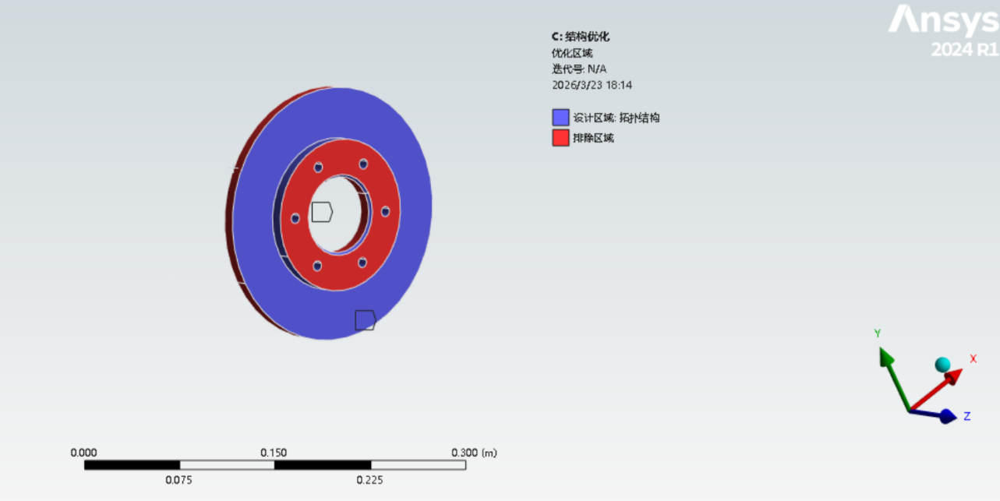 Ansys
2024 R1
C: 结构优化
优化区域
迭代号: N/A
2026/3/23 18:14
设计区域: 拓扑结构
排除区域
Y
X
Z
0.000
0.150
0.300 (m)
0.075
0.225